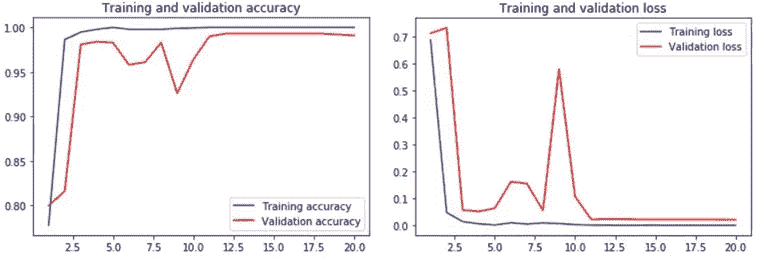 Training and validation accuracy
1.00
0.95
0.90
0.85
0.80
Training accuracy
Validation accuracy
2.5 5.0 7.5 10.0 12.5 15.0 17.5 20.0
Training and validation loss
0.7
0.6
0.5
0.4
0.3
0.2
0.1
0.0
Training loss
Validation loss
2.5 5.0 7.5 10.0 12.5 15.0 17.5 20.0